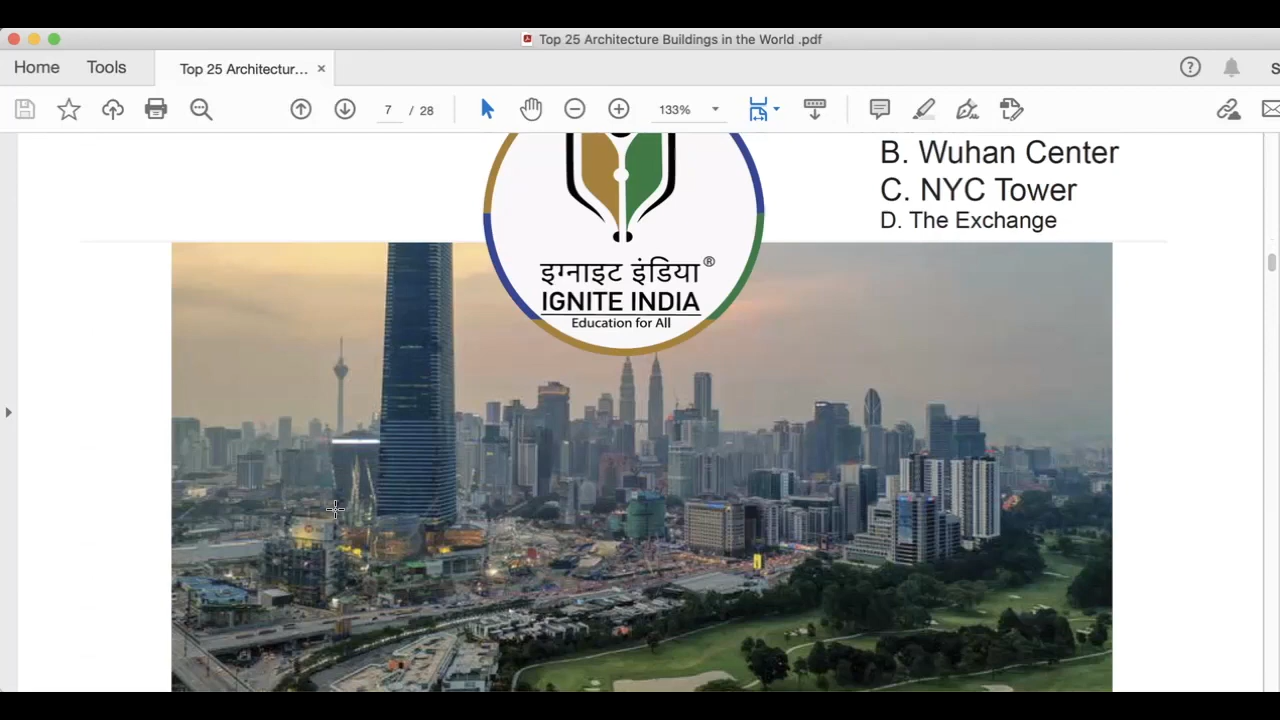 Top 25 Architecture Buildings in the World .pdf
Home
Tools
Top 25 Architectur... ×
7 / 28
133%
S
B. Wuhan Center
C. NYC Tower
D. The Exchange
इग्नाइट इंडिया®
IGNITE INDIA
Education for All